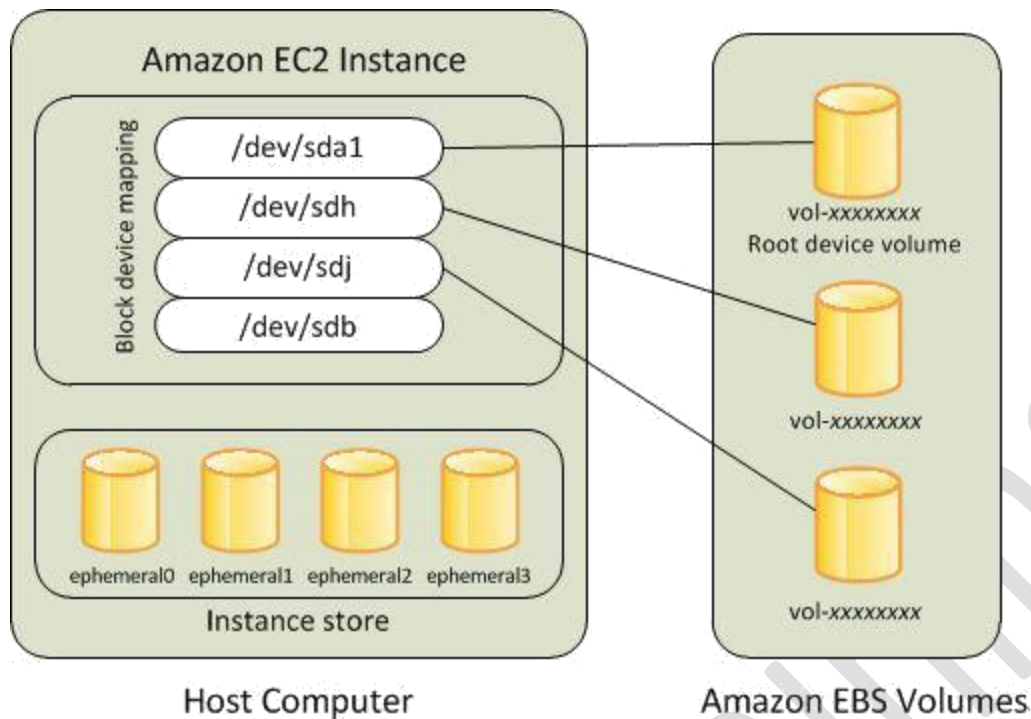 Amazon EC2 Instance
Block device mapping
/dev/sda1
/dev/sdh
/dev/sdj
/dev/sdb
ephemeral0 ephemeral1 ephemeral2 ephemeral3
Instance store
Host Computer
vol-xxxxxxxx
Root device volume
vol-xxxxxxxx
vol-xxxxxxxx
Amazon EBS Volumes